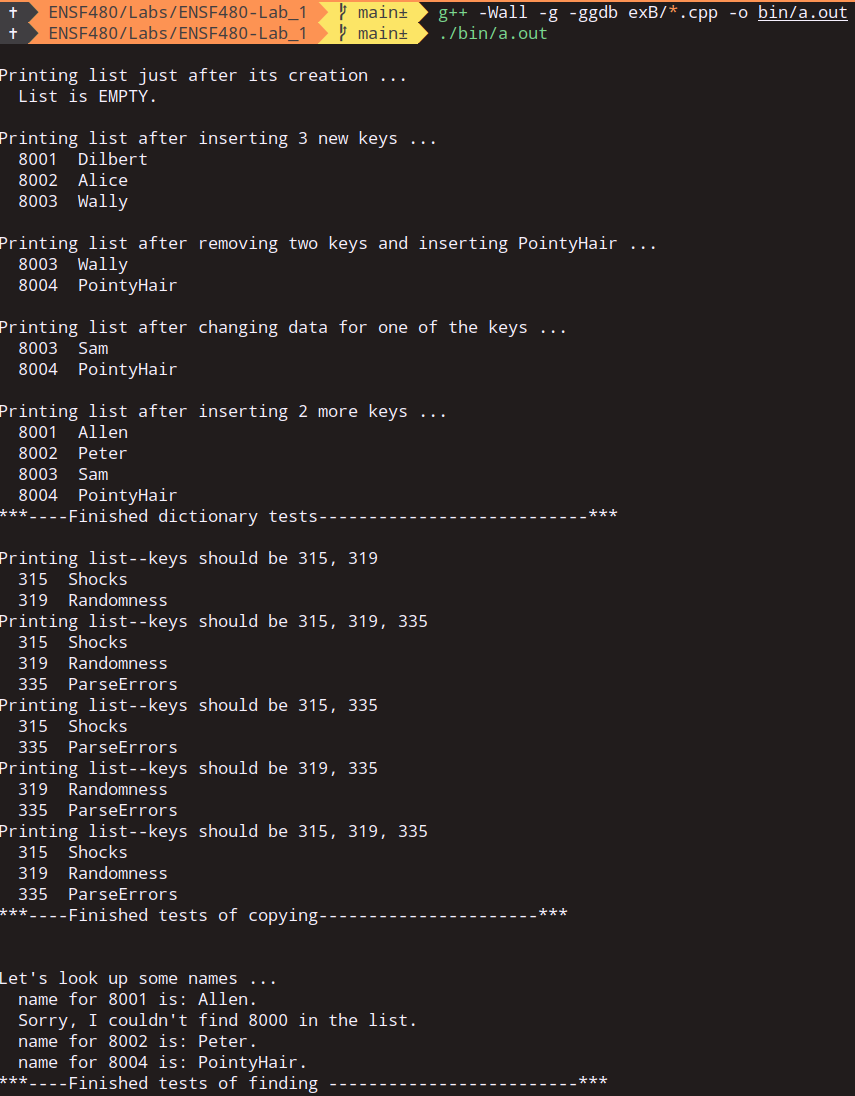 † ENSF480/Labs/ENSF480-Lab_1 main± g++ -Wall -g -ggdb exB/*.cpp -o bin/a.out
† ENSF480/Labs/ENSF480-Lab_1 main± ./bin/a.out

Printing list just after its creation ...
  List is EMPTY.

Printing list after inserting 3 new keys ...
  8001  Dilbert
  8002  Alice
  8003  Wally

Printing list after removing two keys and inserting PointyHair ...
  8003  Wally
  8004  PointyHair

Printing list after changing data for one of the keys ...
  8003  Sam
  8004  PointyHair

Printing list after inserting 2 more keys ...
  8001  Allen
  8002  Peter
  8003  Sam
  8004  PointyHair
***----Finished dictionary tests---------------------------***

Printing list--keys should be 315, 319
  315  Shocks
  319  Randomness
Printing list--keys should be 315, 319, 335
  315  Shocks
  319  Randomness
  335  ParseErrors
Printing list--keys should be 315, 335
  315  Shocks
  335  ParseErrors
Printing list--keys should be 319, 335
  319  Randomness
  335  ParseErrors
Printing list--keys should be 315, 319, 335
  315  Shocks
  319  Randomness
  335  ParseErrors
***----Finished tests of copying----------------------***


Let's look up some names ...
  name for 8001 is: Allen.
  Sorry, I couldn't find 8000 in the list.
  name for 8002 is: Peter.
  name for 8004 is: PointyHair.
***----Finished tests of finding -------------------------***